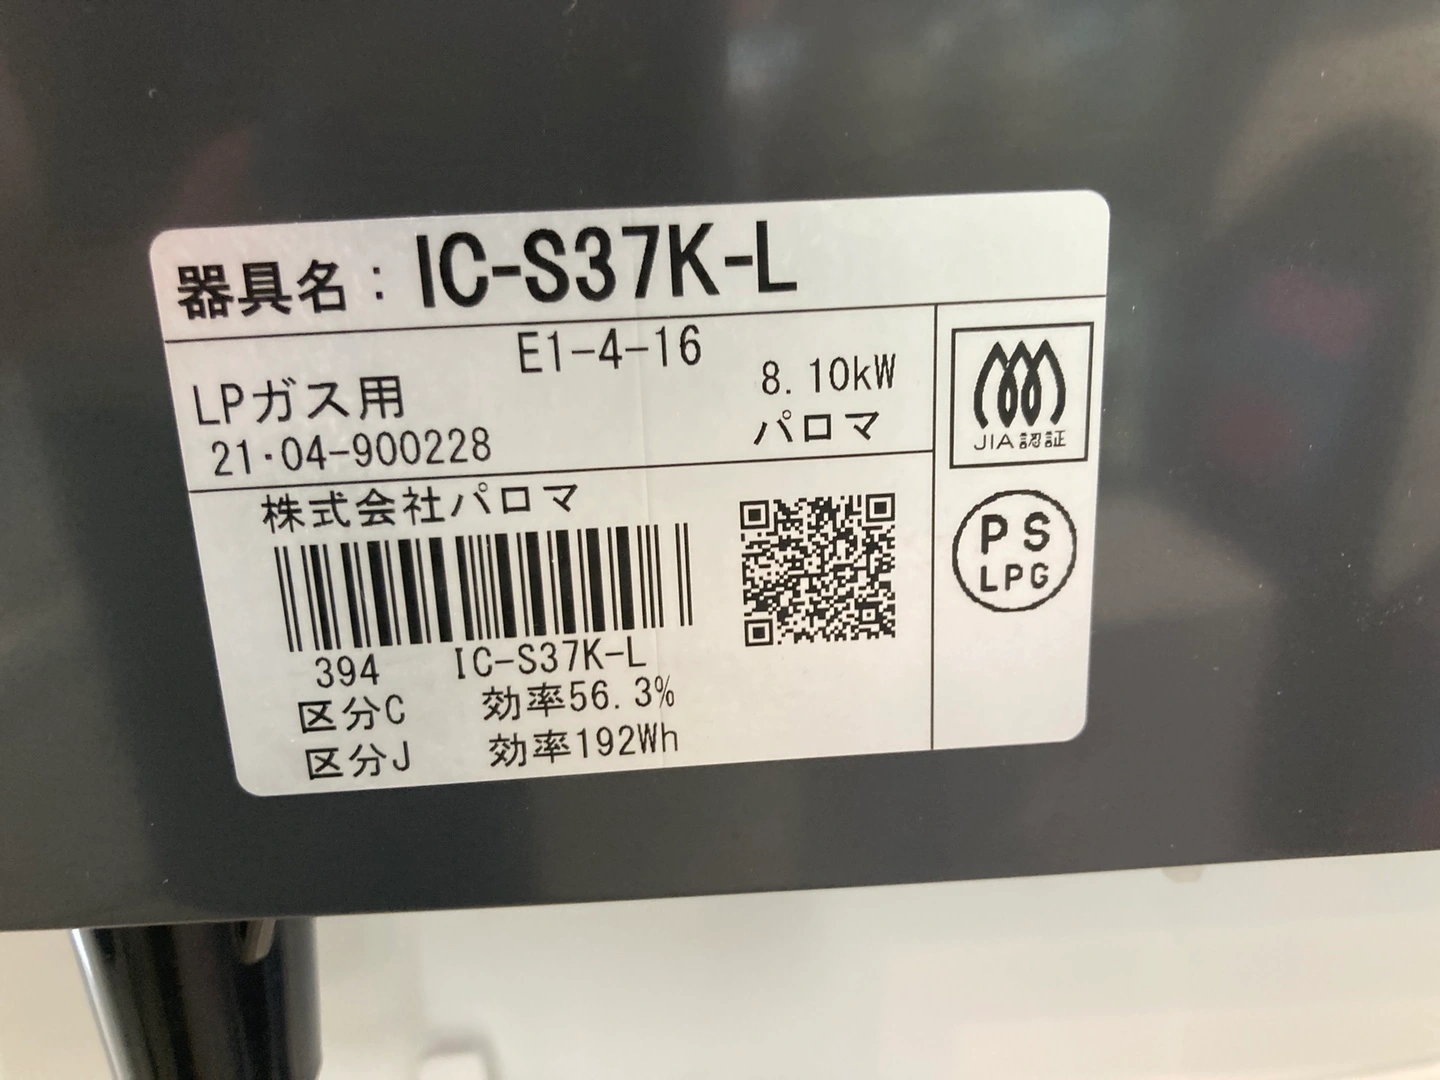 器具名：IC-S37K-L
E1-4-16
LPガス用
8.10kW
21・04-900228
パロマ
JIA認証
株式会社パロマ
PS
LPG
394 IC-S37K-L
区分C 効率56.3%
区分J 効率192Wh